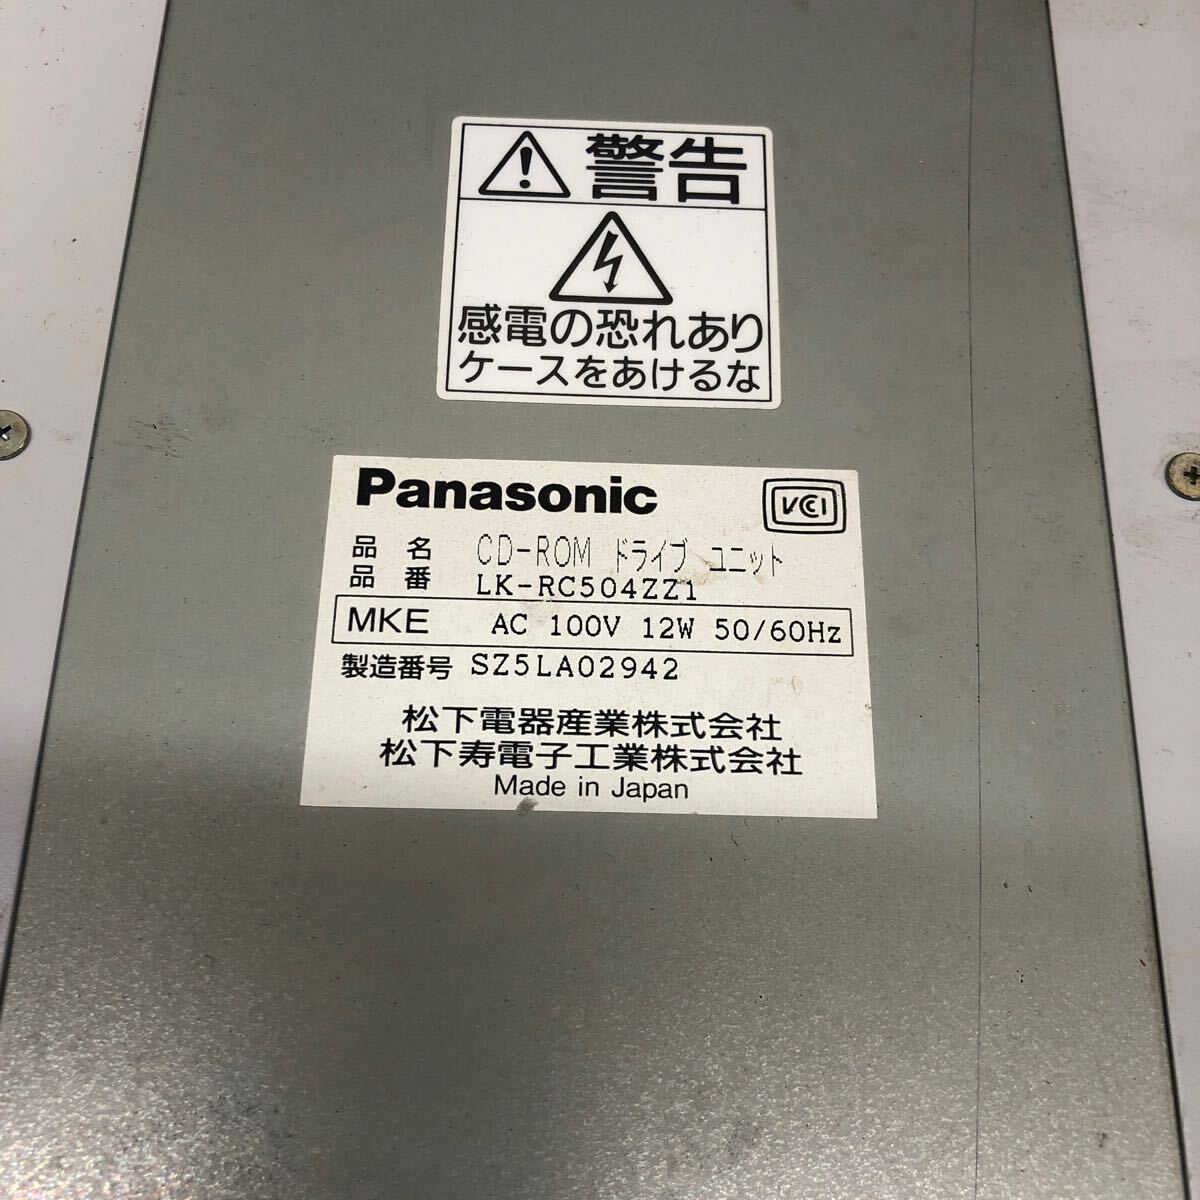 警告
感電の恐れあり
ケースをあけるな
Panasonic VCCI
品名 CD-ROM ドライブ ユニット
品番 LK-RC504ZZ1
MKE AC 100V 12W 50/60Hz
製造番号 SZ5LA02942
松下電器産業株式会社
松下寿電子工業株式会社
Made in Japan